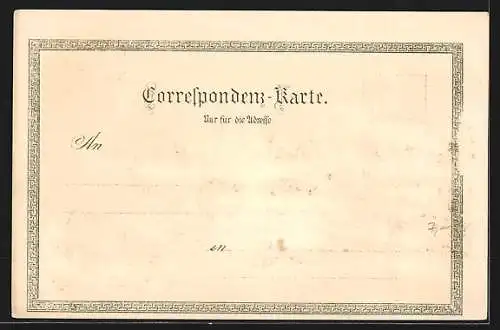 Correspondenz-Karte.
Nur für die Adresse
An
in